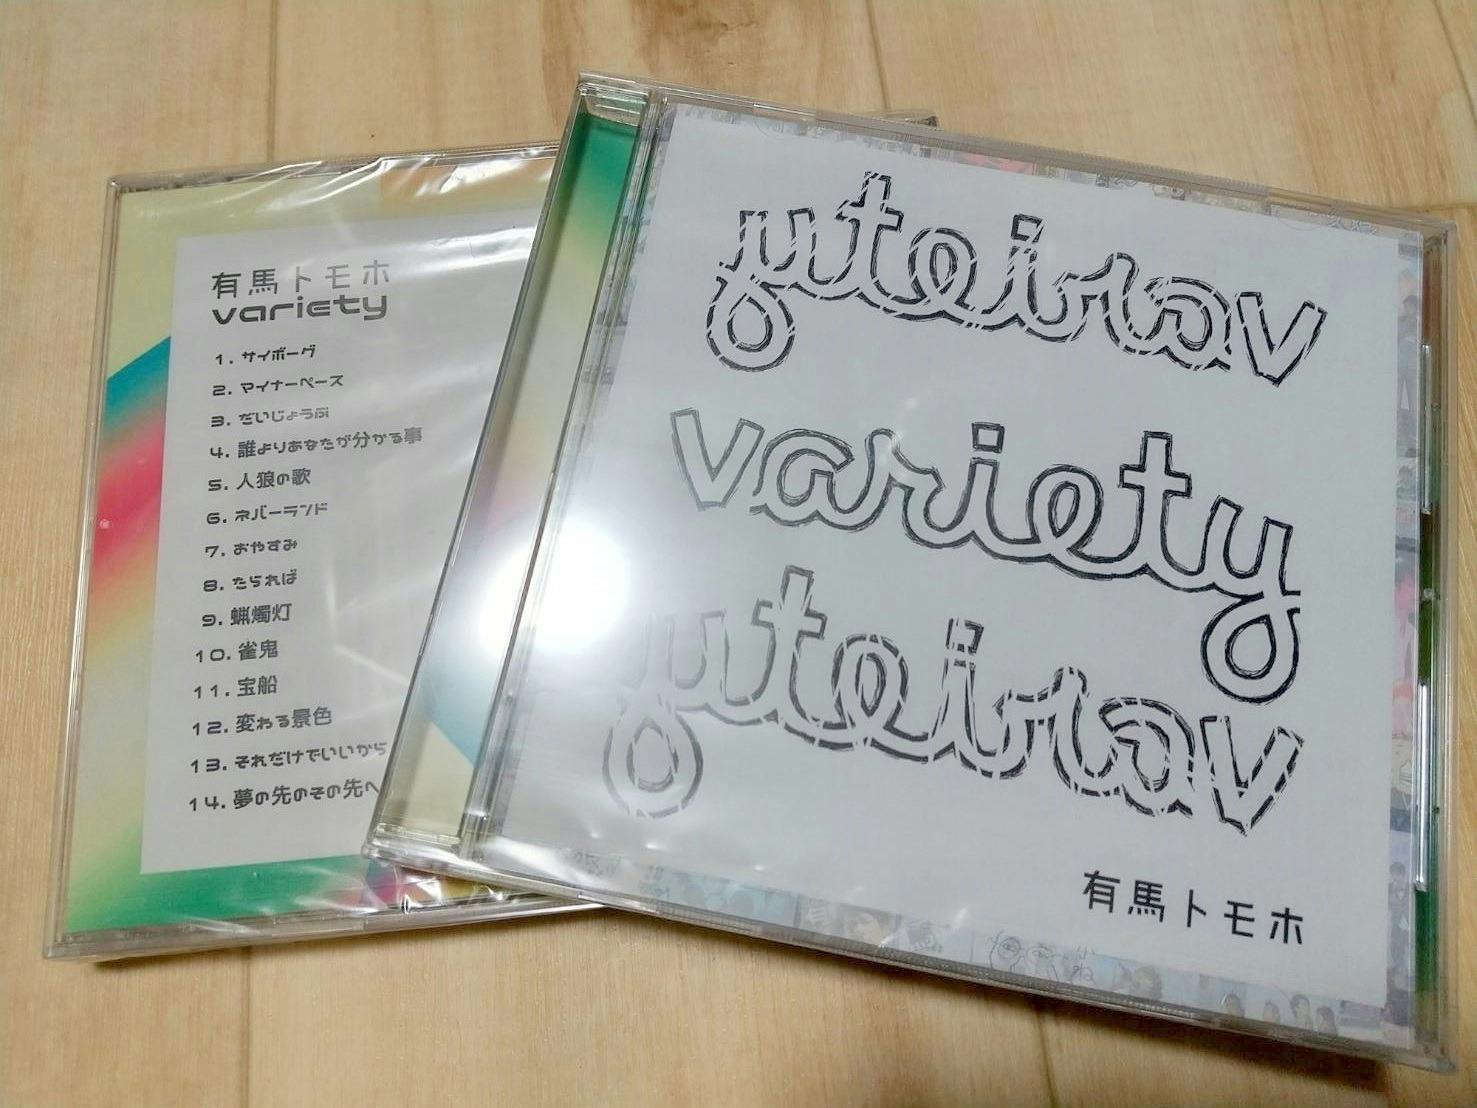 有馬トモホ
variety
1. サイボーグ
2. マイナーペース
3. だいじょうぶ
4. 誰よりあなたが分かる事
5. 人狼の歌
6. ネバーランド
7. おやすみ
8. たられば
9. 蝋燭灯
10. 雀鬼
11. 宝船
12. 変わる景色
13. それだけでいいから
14. 夢の先のその先へ
variety
variety
variety
有馬トモホ